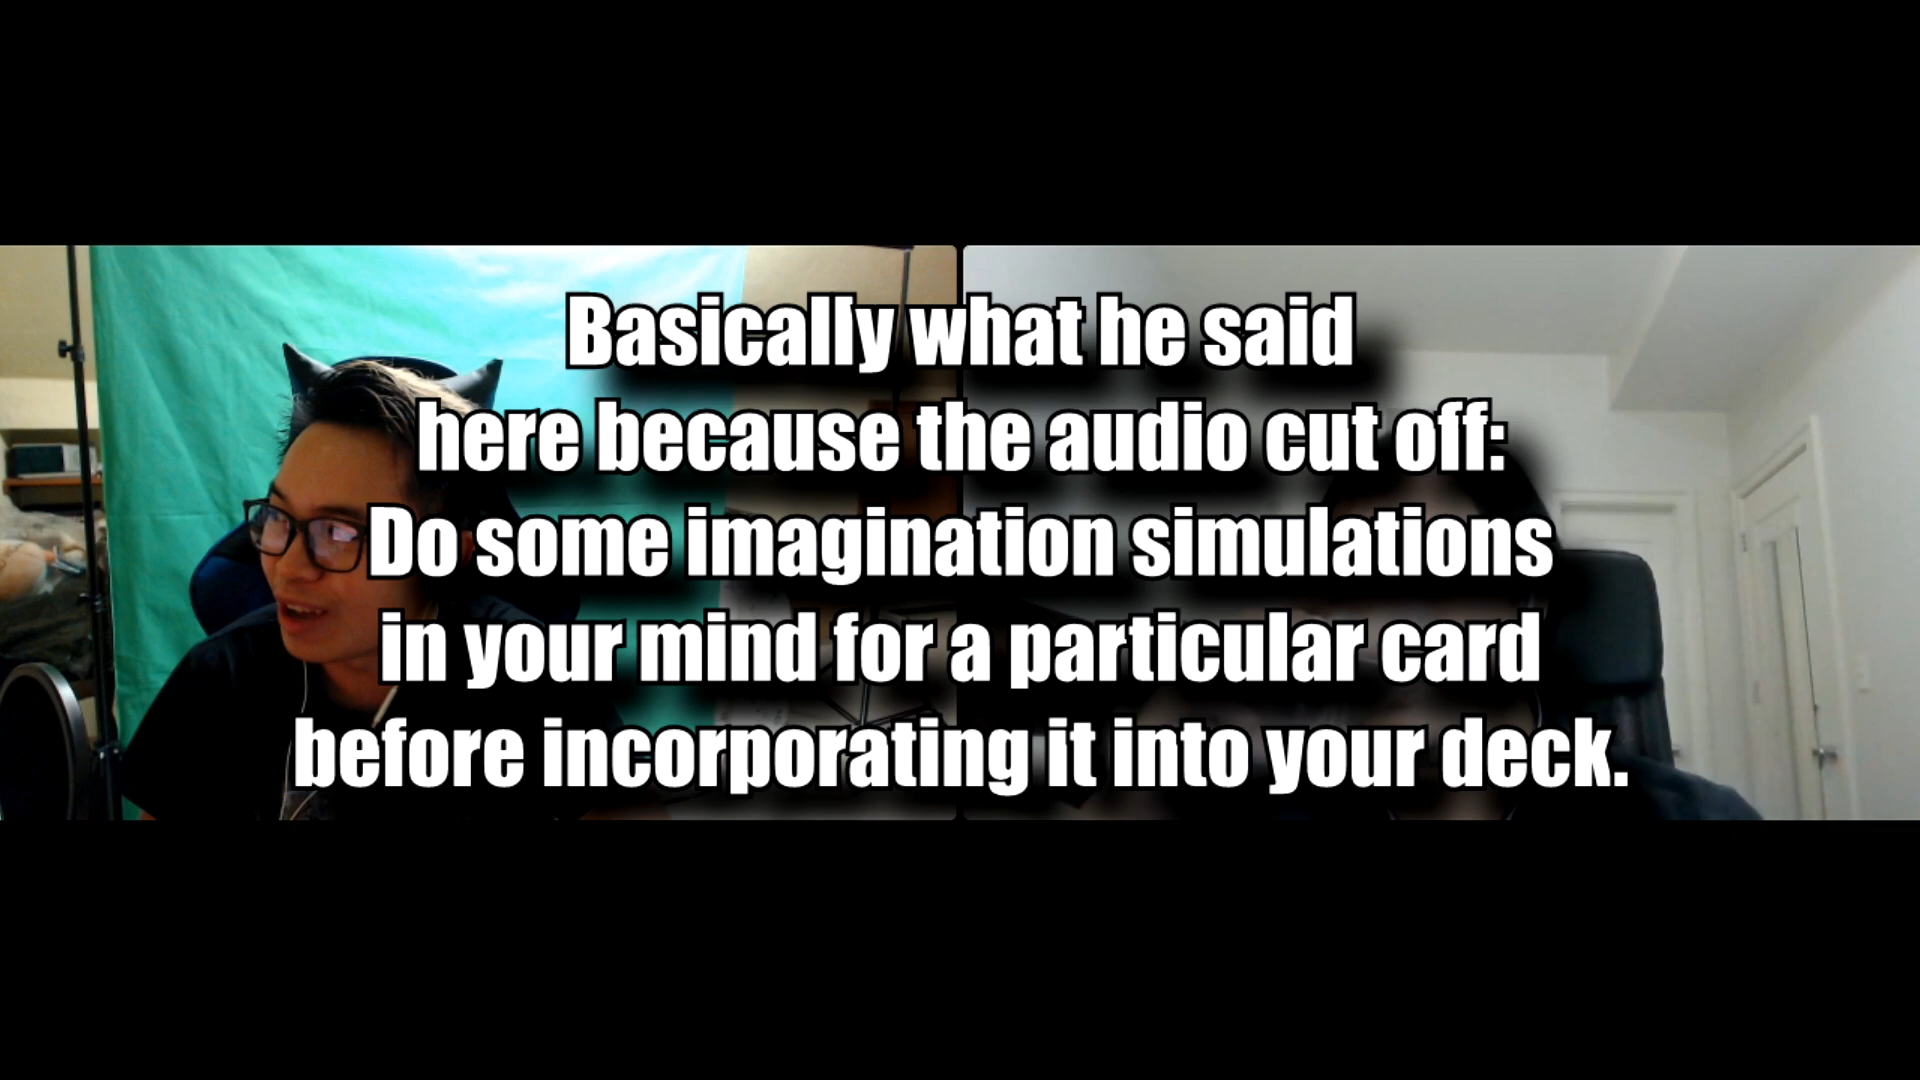 Basically what he said
here because the audio cut off:
Do some imagination simulations
in your mind for a particular card
before incorporating it into your deck.